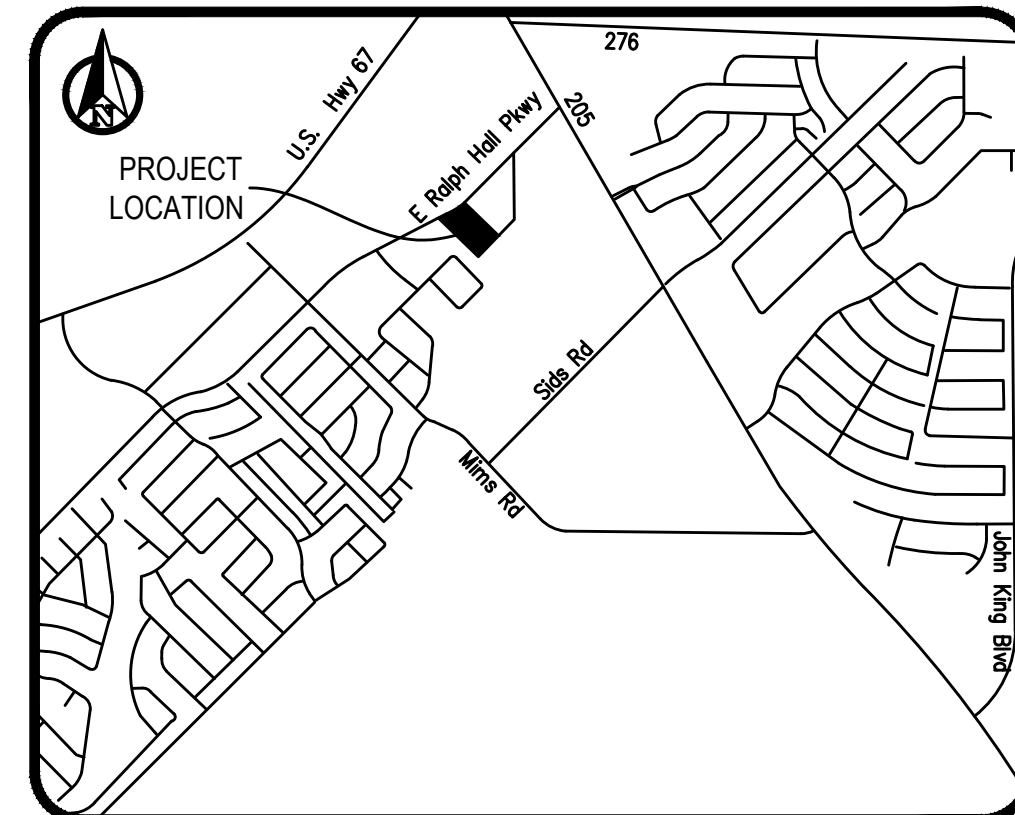 276
U.S. Hwy 67
205
N
E Ralph Hall Pkwy
PROJECT
LOCATION
Sids Rd
Mims Rd
John King Blvd